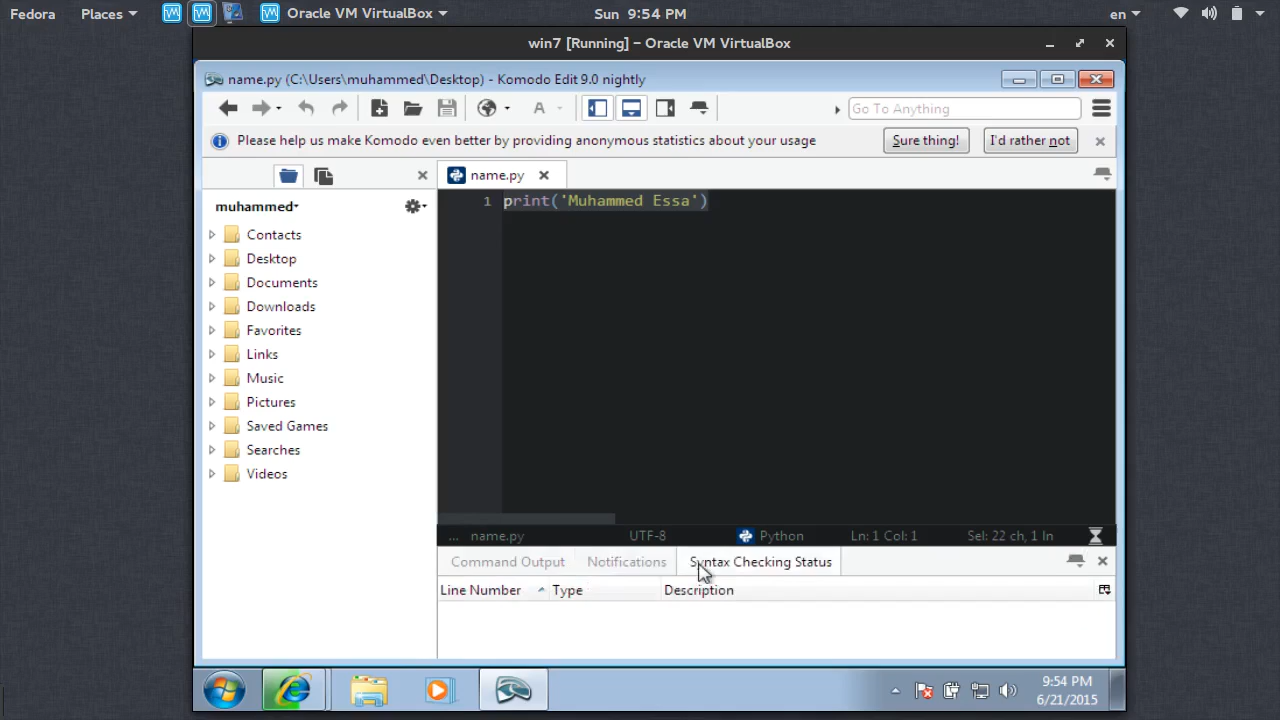 Fedora Places Oracle VM VirtualBox Sun 9:54 PM en
win7 [Running] – Oracle VM VirtualBox
name.py (C:\Users\muhammed\Desktop) - Komodo Edit 9.0 nightly
A Go To Anything
Please help us make Komodo even better by providing anonymous statistics about your usage Sure thing! I'd rather not
name.py
muhammed
1 print('Muhammed Essa')
Contacts
Desktop
Documents
Downloads
Favorites
Links
Music
Pictures
Saved Games
Searches
Videos
... name.py UTF-8 Python Ln: 1 Col: 1 Sel: 22 ch, 1 ln
Command Output Notifications Syntax Checking Status
Line Number Type Description
9:54 PM
6/21/2015